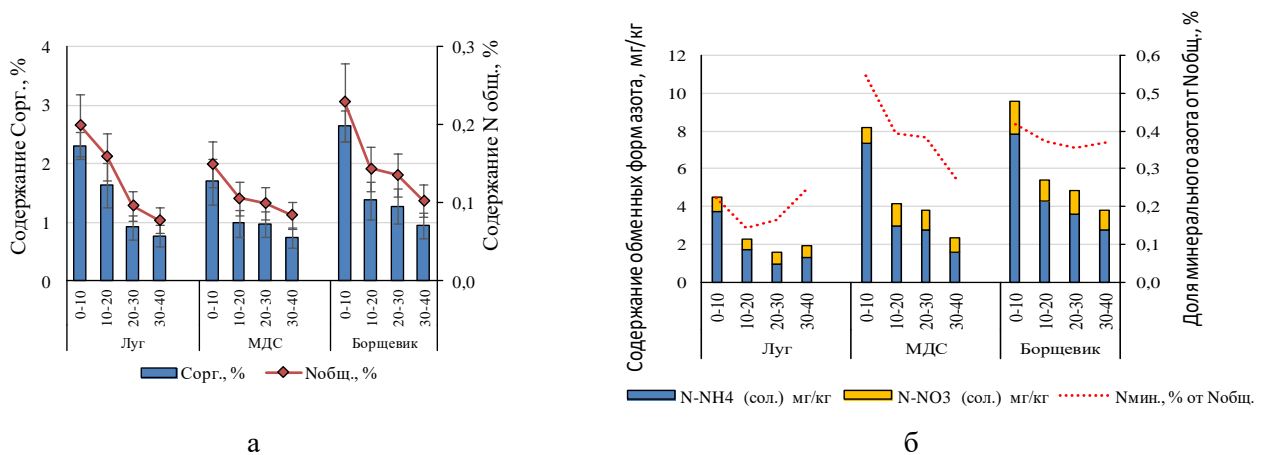 Содержание Сорг., %
4
3
2
1
0
0,3
0,2
0,1
0,0
Содержание N общ., %
0-10
10-20
20-30
30-40
0-10
10-20
20-30
30-40
0-10
10-20
20-30
30-40
Луг
МДС
Борщевик
Сорг., %
Nобщ., %
а
Содержание обменных форм азота, мг/кг
12
10
8
6
4
2
0
0,6
0,5
0,4
0,3
0,2
0,1
0,0
Доля минерального азота от Nобщ., %
0-10
10-20
20-30
30-40
0-10
10-20
20-30
30-40
0-10
10-20
20-30
30-40
Луг
МДС
Борщевик
N-NH4 (сол.) мг/кг
N-NO3 (сол.) мг/кг
Nмин., % от Nобщ.
б